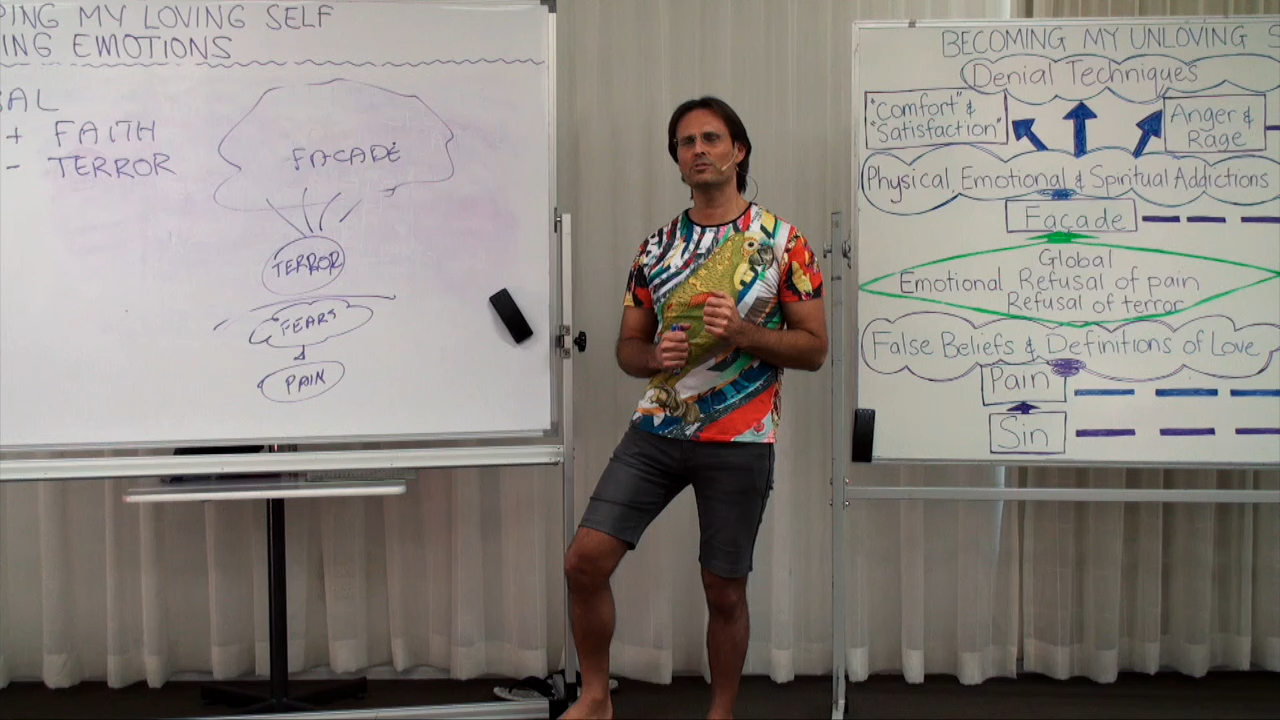 PING MY LOVING SELF
ING EMOTIONS
+ FAITH
- TERROR
FACADE
TERROR
FEARS
PAIN
BECOMING MY UNLOVING S
Denial Techniques
"Comfort" &
"Satisfaction"
Anger &
Rage
Physical, Emotional & Spiritual Addictions
Façade
Global
Emotional Refusal of pain
Refusal of terror
False Beliefs & Definitions of Love
Pain
Sin